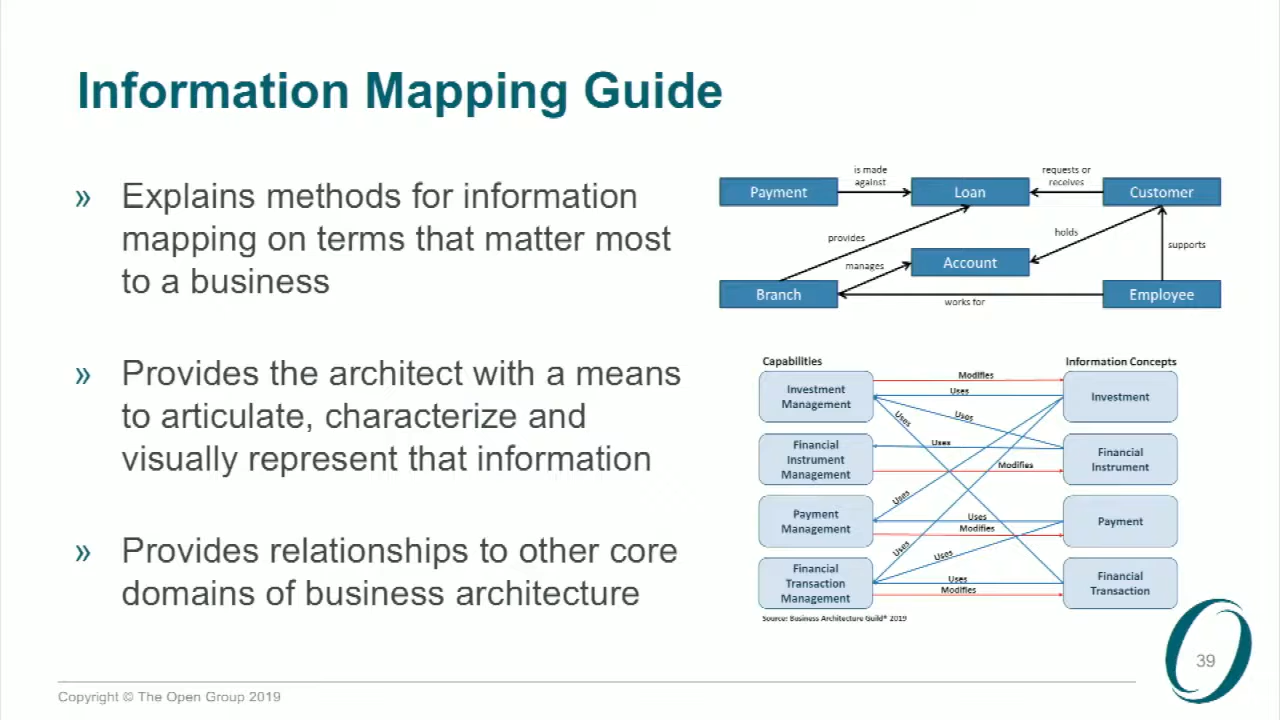 Information Mapping Guide
» Explains methods for information
mapping on terms that matter most
to a business
» Provides the architect with a means
to articulate, characterize and
visually represent that information
» Provides relationships to other core
domains of business architecture
is made
against
requests or
receives
Payment
Loan
Customer
provides
holds
supports
manages
Account
Branch
works for
Employee
Capabilities
Information Concepts
Investment
Management
Modifies
Uses
Uses
Uses
Investment
Financial
Instrument
Management
Uses
Modifies
Financial
Instrument
Uses
Payment
Management
Uses
Modifies
Payment
Uses
Uses
Financial
Transaction
Management
Uses
Modifies
Financial
Transaction
Source: Business Architecture Guild® 2019
39
Copyright © The Open Group 2019